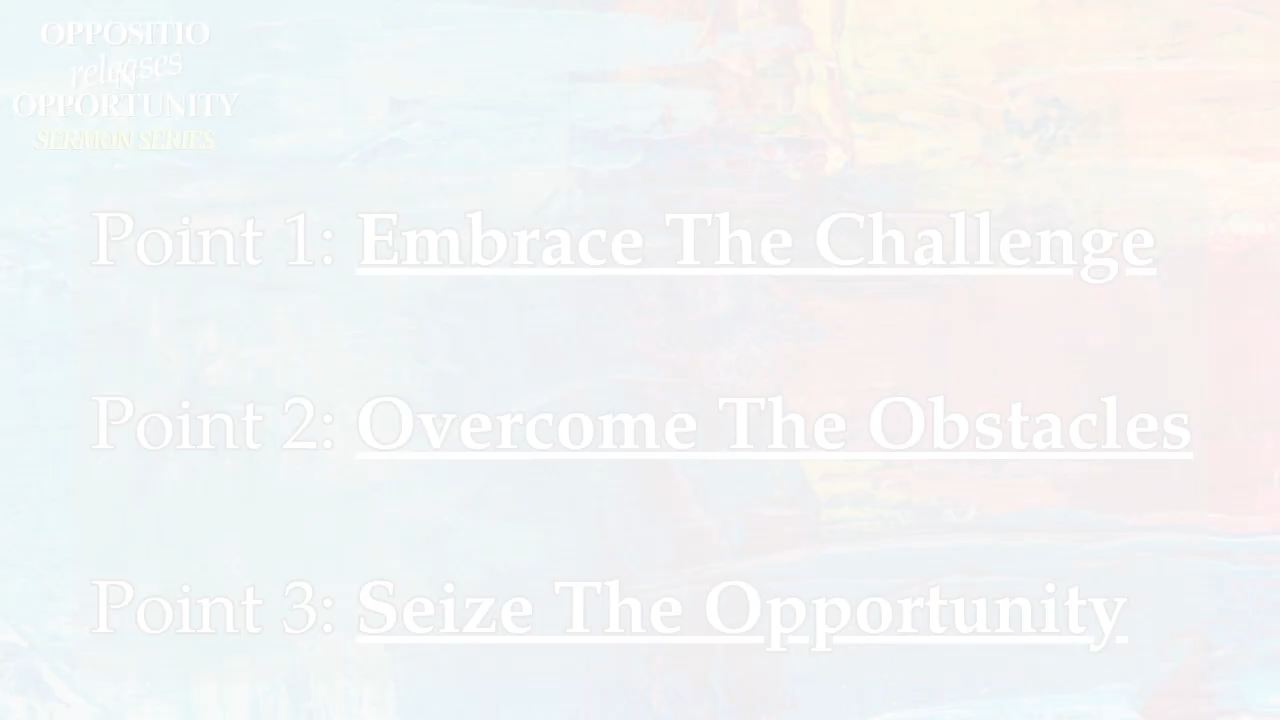 OPPOSITIO
releases
N
OPPORTUNITY
SERMON SERIES
Point 1: Embrace The Challenge
Point 2: Overcome The Obstacles
Point 3: Seize The Opportunity